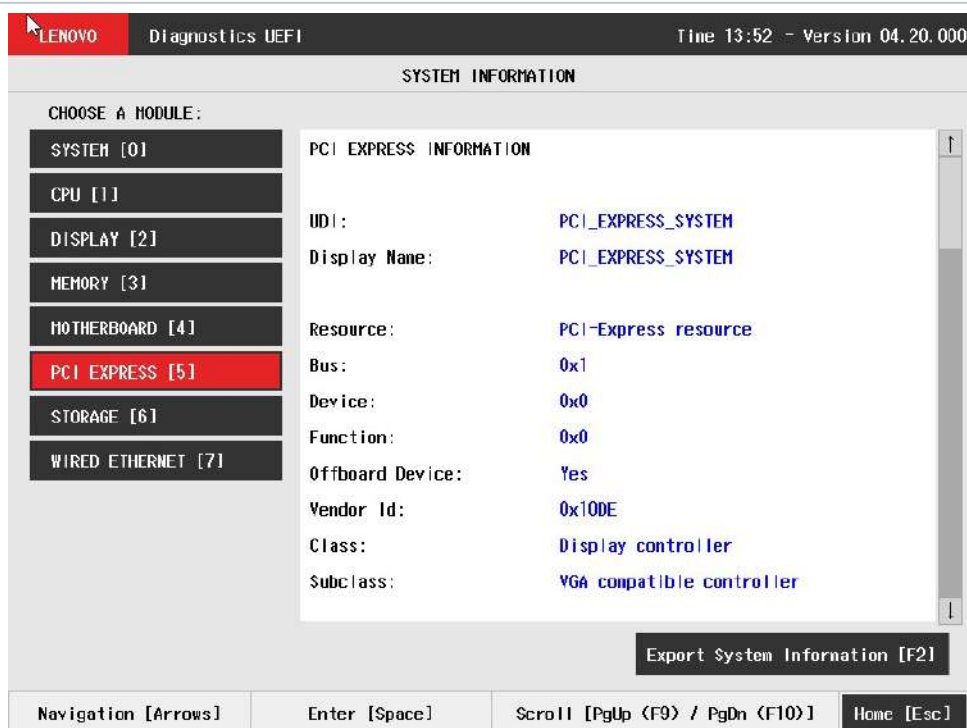 LENOVO Diagnostics UEFI Time 13:52 - Version 04.20.000
SYSTEM INFORMATION
CHOOSE A MODULE:
SYSTEM [0]
CPU [1]
DISPLAY [2]
MEMORY [3]
MOTHERBOARD [4]
PCI EXPRESS [5]
STORAGE [6]
WIRED ETHERNET [7]
PCI EXPRESS INFORMATION
UDI: PCI_EXPRESS_SYSTEM
Display Name: PCI_EXPRESS_SYSTEM
Resource: PCI-Express resource
Bus: 0x1
Device: 0x0
Function: 0x0
Offboard Device: Yes
Vendor Id: 0x10DE
Class: Display controller
Subclass: VGA compatible controller
Export System Information [F2]
Navigation [Arrows] Enter [Space] Scroll [PgUp (F9) / PgDn (F10)] Home [Esc]